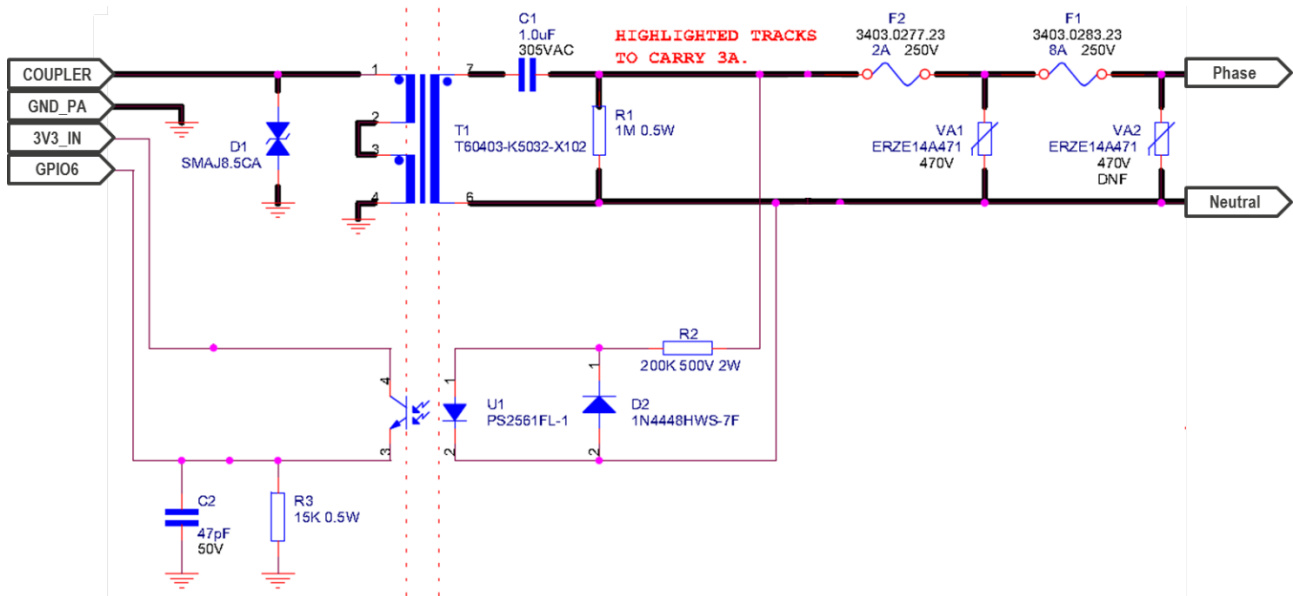 COUPLER
GND_PA
3V3_IN
GPIO6
D1
SMAJ8.5CA
1
2
3
4
7
6
T1
T60403-K5032-X102
C1
1.0uF
305VAC
HIGHLIGHTED TRACKS
TO CARRY 3A.
R1
1M 0.5W
F2
3403.0277.23
2A 250V
F1
3403.0283.23
8A 250V
VA1
ERZE14A471
470V
VA2
ERZE14A471
470V
DNF
Phase
Neutral
R2
200K 500V 2W
4
3
1
2
U1
PS2561FL-1
1
2
D2
1N4448HWS-7F
C2
47pF
50V
R3
15K 0.5W